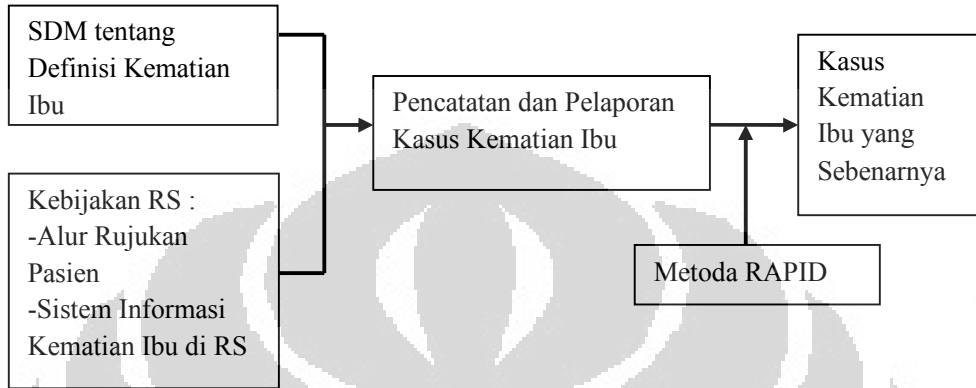 SDM tentang
Definisi Kematian
Ibu
Kebijakan RS :
-Alur Rujukan
Pasien
-Sistem Informasi
Kematian Ibu di RS
Pencatatan dan Pelaporan
Kasus Kematian Ibu
Metoda RAPID
Kasus
Kematian
Ibu yang
Sebenarnya